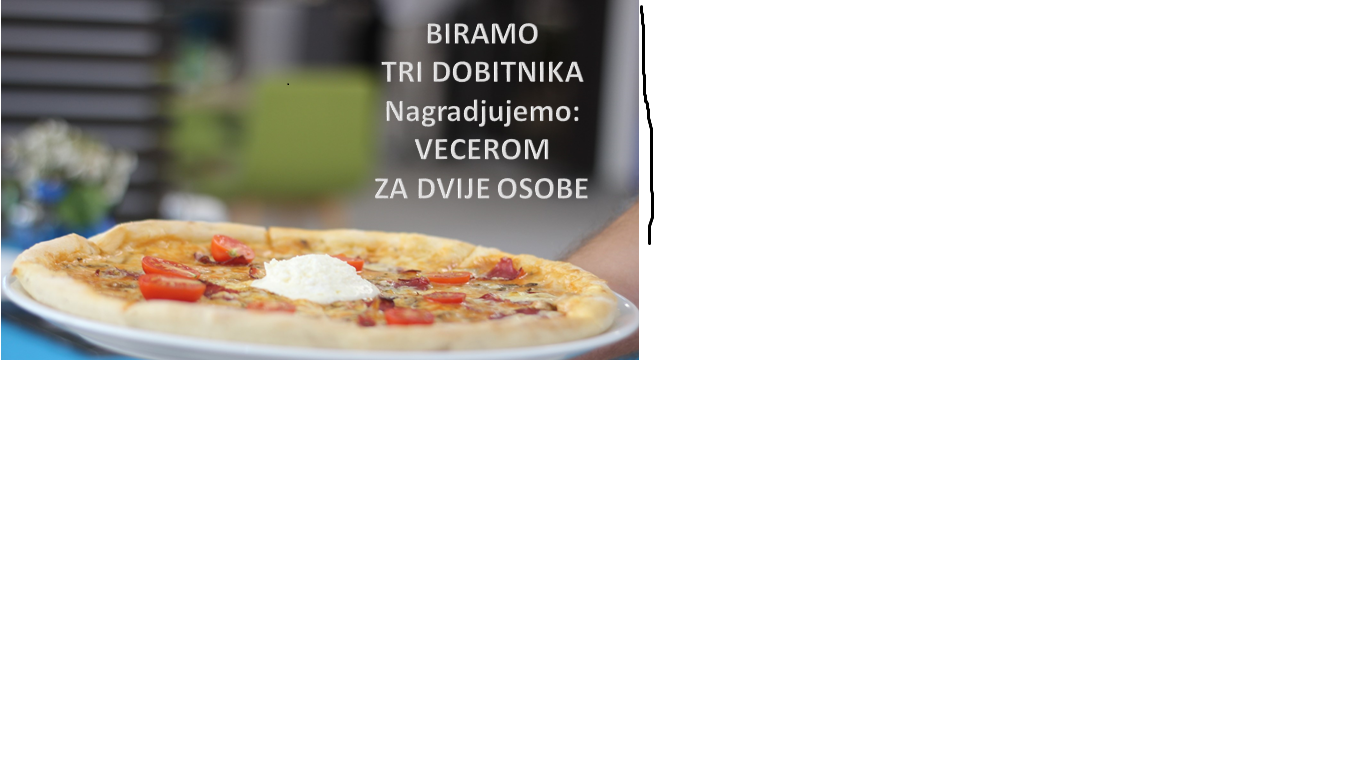 BIRAMO
TRI DOBITNIKA
Nagradjujemo:
VECEROM
ZA DVIJE OSOBE